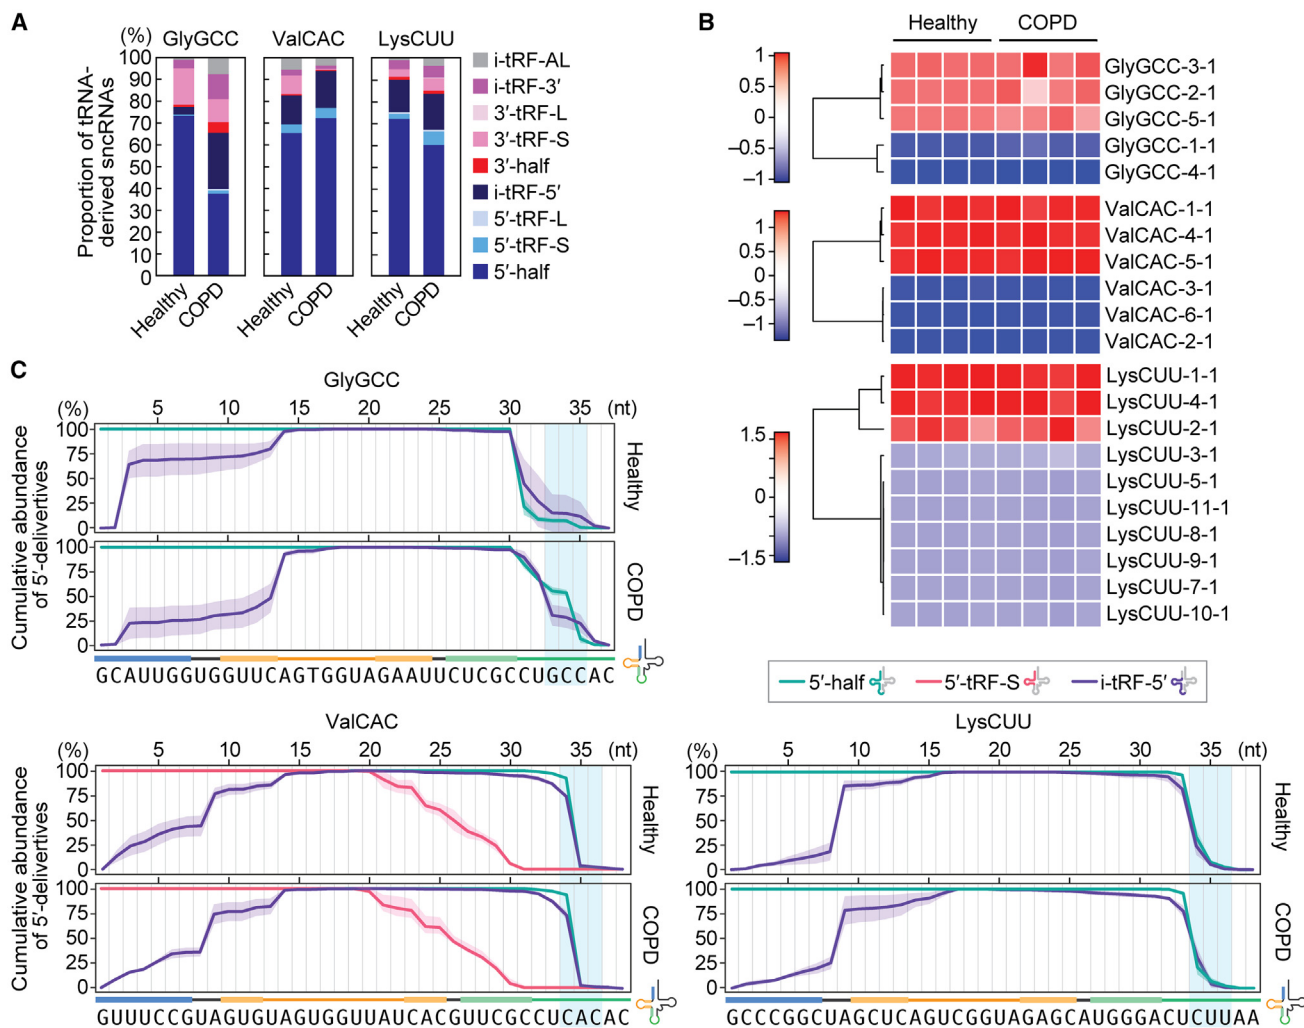 A
(%)
GlyGCC
ValCAC
LysCUU
Proportion of tRNA-
derived sncRNAs
100
90
80
70
60
50
40
30
20
10
0
Healthy
COPD
Healthy
COPD
Healthy
COPD
i-tRF-AL
i-tRF-3′
3′-tRF-L
3′-tRF-S
3′-half
i-tRF-5′
5′-tRF-L
5′-tRF-S
5′-half
B
Healthy
COPD
1
0.5
0
−0.5
−1
GlyGCC-3-1
GlyGCC-2-1
GlyGCC-5-1
GlyGCC-1-1
GlyGCC-4-1
1
0.5
0
−0.5
−1
ValCAC-1-1
ValCAC-4-1
ValCAC-5-1
ValCAC-3-1
ValCAC-6-1
ValCAC-2-1
1.5
0
−1.5
LysCUU-1-1
LysCUU-4-1
LysCUU-2-1
LysCUU-3-1
LysCUU-5-1
LysCUU-11-1
LysCUU-8-1
LysCUU-9-1
LysCUU-7-1
LysCUU-10-1
C
GlyGCC
(%) 5 10 15 20 25 30 35 (nt)
Cumulative abundance
of 5′-delivertives
100
75
50
25
0
Healthy
100
75
50
25
0
COPD
GCAUUGGUGGUUCAGTGGUAGAAUUCUCGCCUGCCAC
5′-half
5′-tRF-S
i-tRF-5′
ValCAC
(%) 5 10 15 20 25 30 35 (nt)
Cumulative abundance
of 5′-delivertives
100
75
50
25
0
Healthy
100
75
50
25
0
COPD
GUUUCCGUAGUGUAGUGGUUAUCACGUUCGCCUCACAC
LysCUU
(%) 5 10 15 20 25 30 35 (nt)
100
75
50
25
0
Healthy
100
75
50
25
0
COPD
GCCCGGCUAGCUCAGUCGGUAGAGCAUGGGACUCUUAA